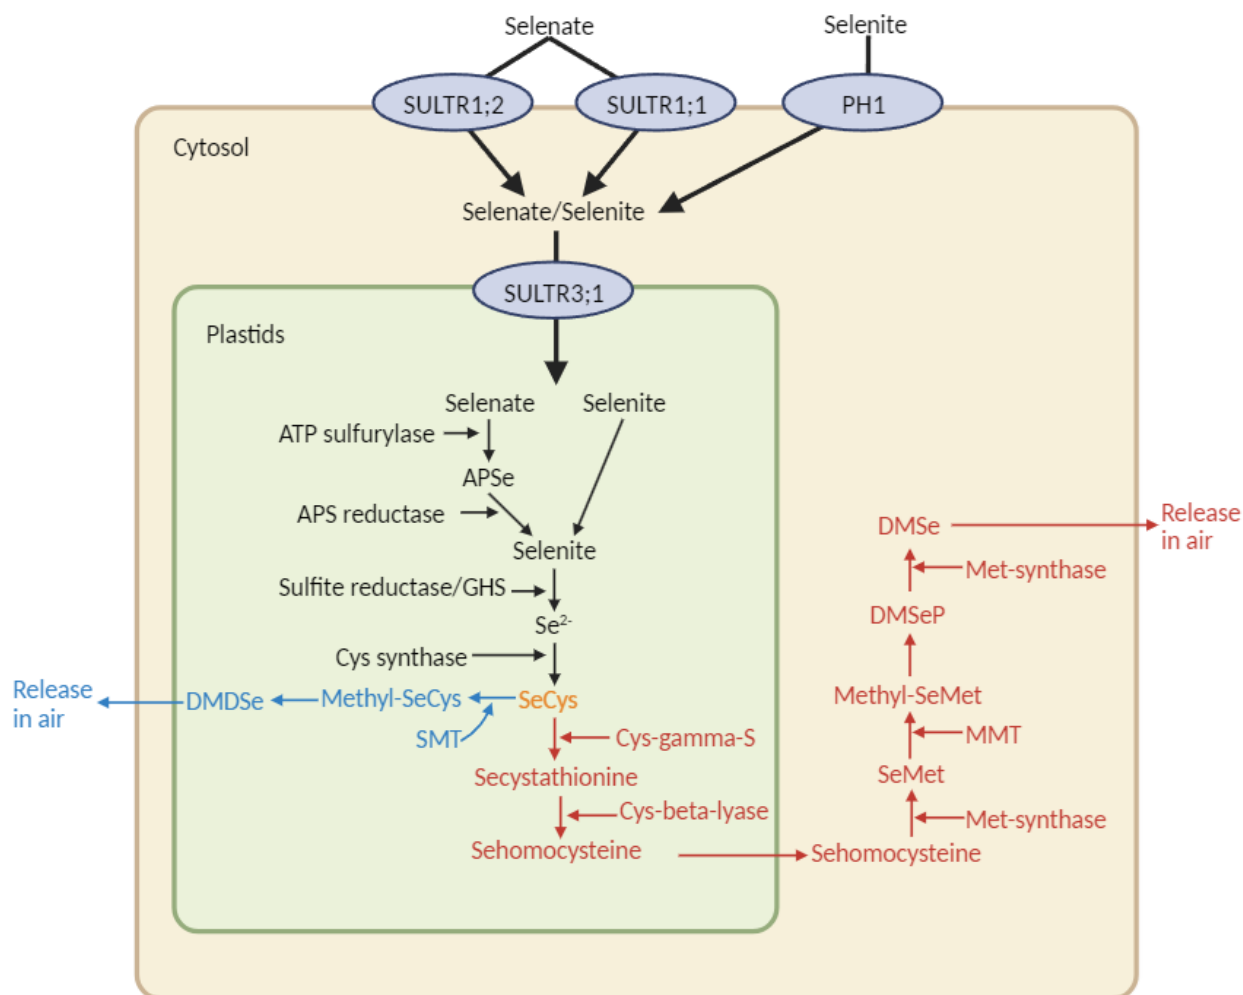 Selenate
Selenite
SULTR1;2
SULTR1;1
PH1
Cytosol
Selenate/Selenite
SULTR3;1
Plastids
Selenate
Selenite
ATP sulfurylase
APSe
APS reductase
Selenite
Sulfite reductase/GHS
Se²⁻
Cys synthase
Release
in air
DMDSe
Methyl-SeCys
SeCys
SMT
Cys-gamma-S
Secystathionine
Cys-beta-lyase
Sehomocysteine
Sehomocysteine
Met-synthase
SeMet
MMT
Methyl-SeMet
DMSeP
Met-synthase
DMSe
Release
in air